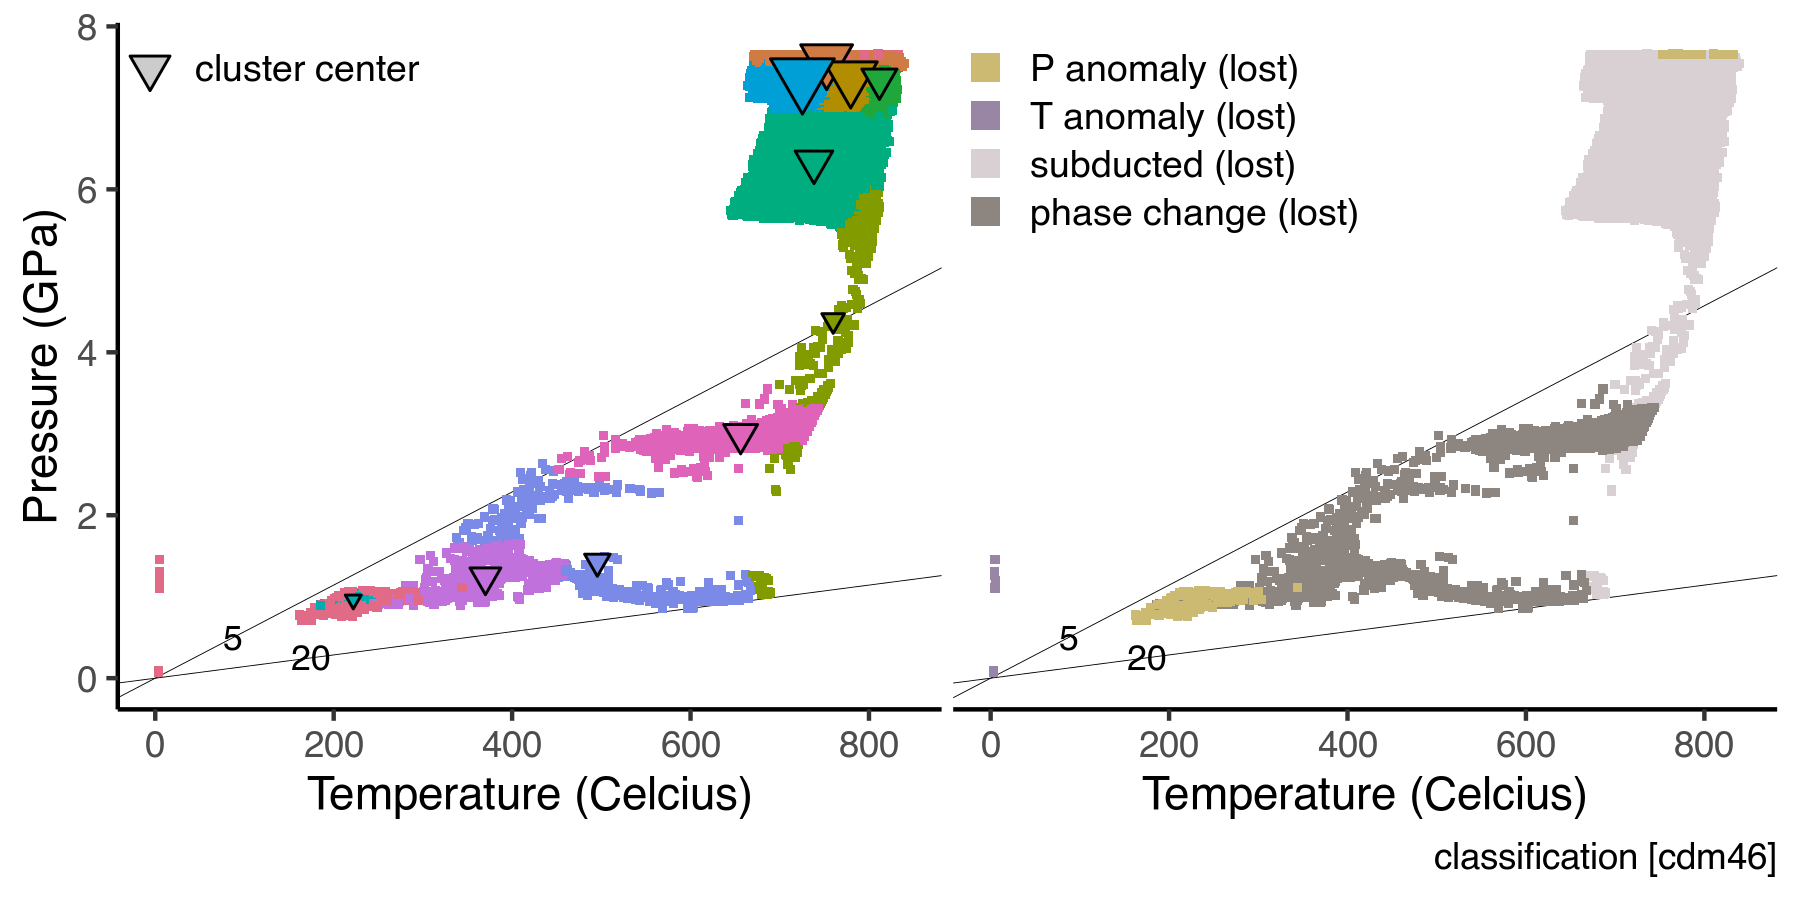 cluster center
P anomaly (lost)
T anomaly (lost)
subducted (lost)
phase change (lost)
Pressure (GPa)
8
6
4
2
0
5
20
5
20
0 200 400 600 800
0 200 400 600 800
Temperature (Celcius)
Temperature (Celcius)
classification [cdm46]